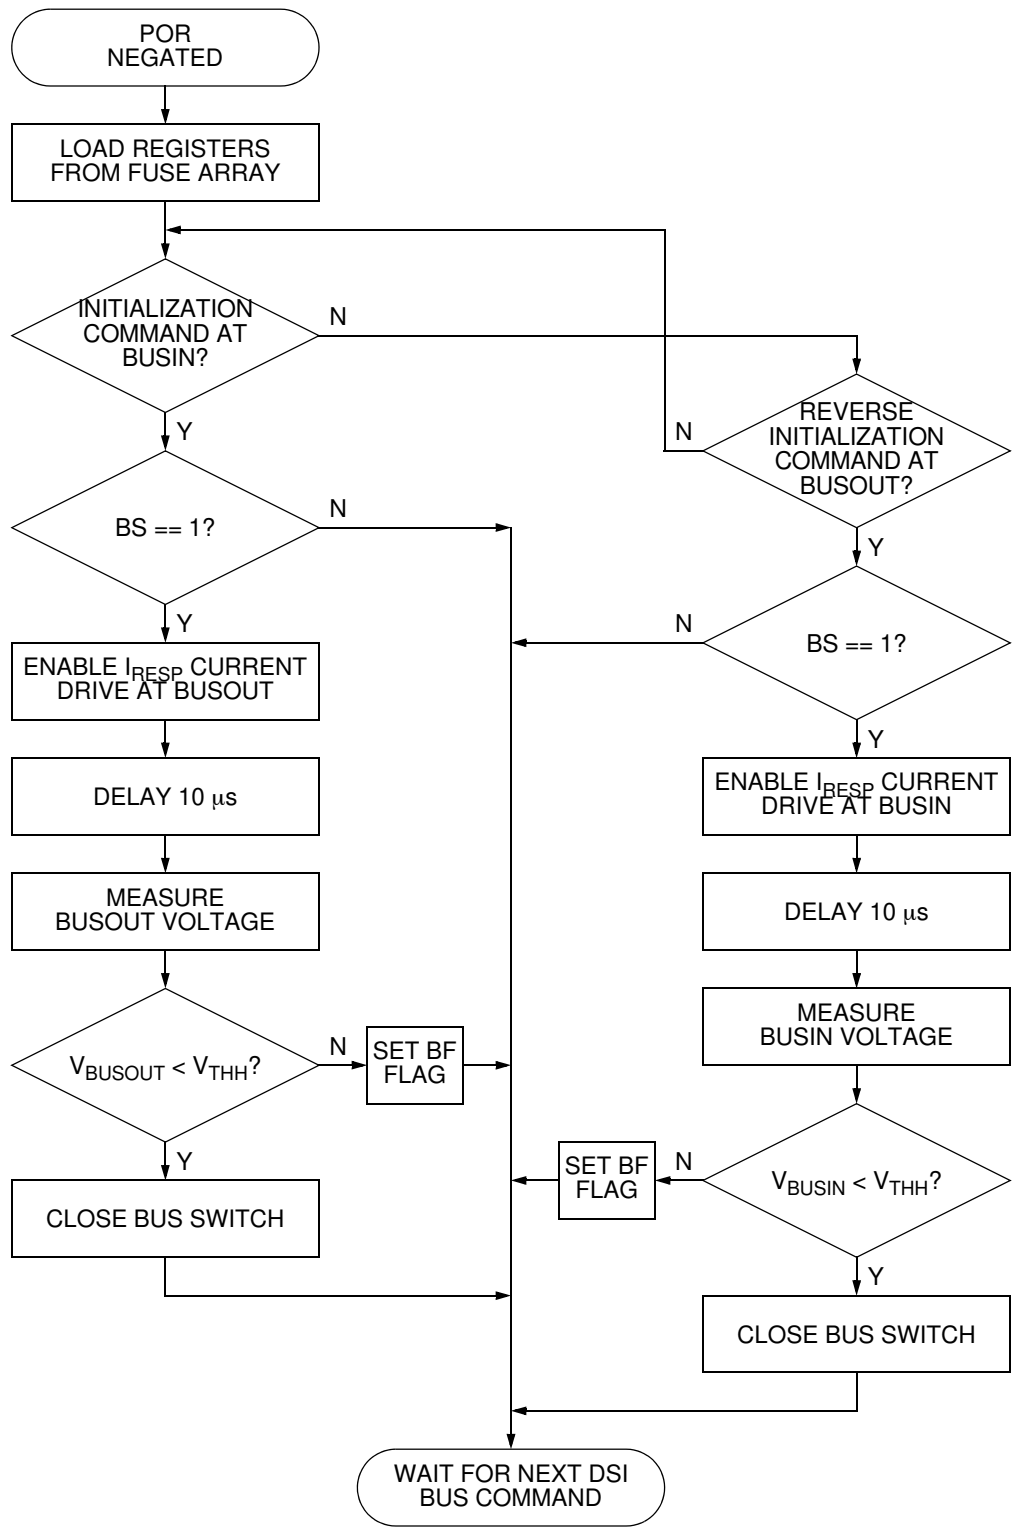 POR
NEGATED
LOAD REGISTERS
FROM FUSE ARRAY
INITIALIZATION
COMMAND AT
BUSIN?
N
Y
REVERSE
INITIALIZATION
COMMAND AT
BUSOUT?
N
Y
BS == 1?
N
Y
BS == 1?
N
Y
ENABLE IRESP CURRENT
DRIVE AT BUSOUT
ENABLE IRESP CURRENT
DRIVE AT BUSIN
DELAY 10 μs
DELAY 10 μs
MEASURE
BUSOUT VOLTAGE
MEASURE
BUSIN VOLTAGE
VBUSOUT < VTHH?
N
SET BF
FLAG
Y
VBUSIN < VTHH?
N
SET BF
FLAG
Y
CLOSE BUS SWITCH
CLOSE BUS SWITCH
WAIT FOR NEXT DSI
BUS COMMAND